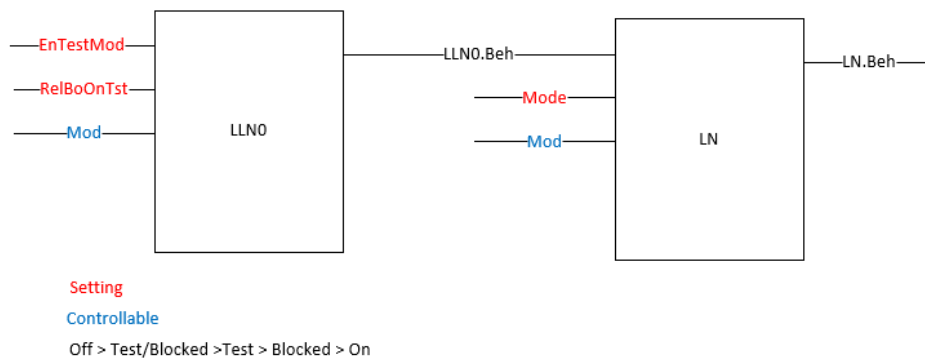 EnTestMod
RelBoOnTst
Mod
LLN0
LLN0.Beh
Mode
Mod
LN
LN.Beh
Setting
Controllable
Off > Test/Blocked >Test > Blocked > On